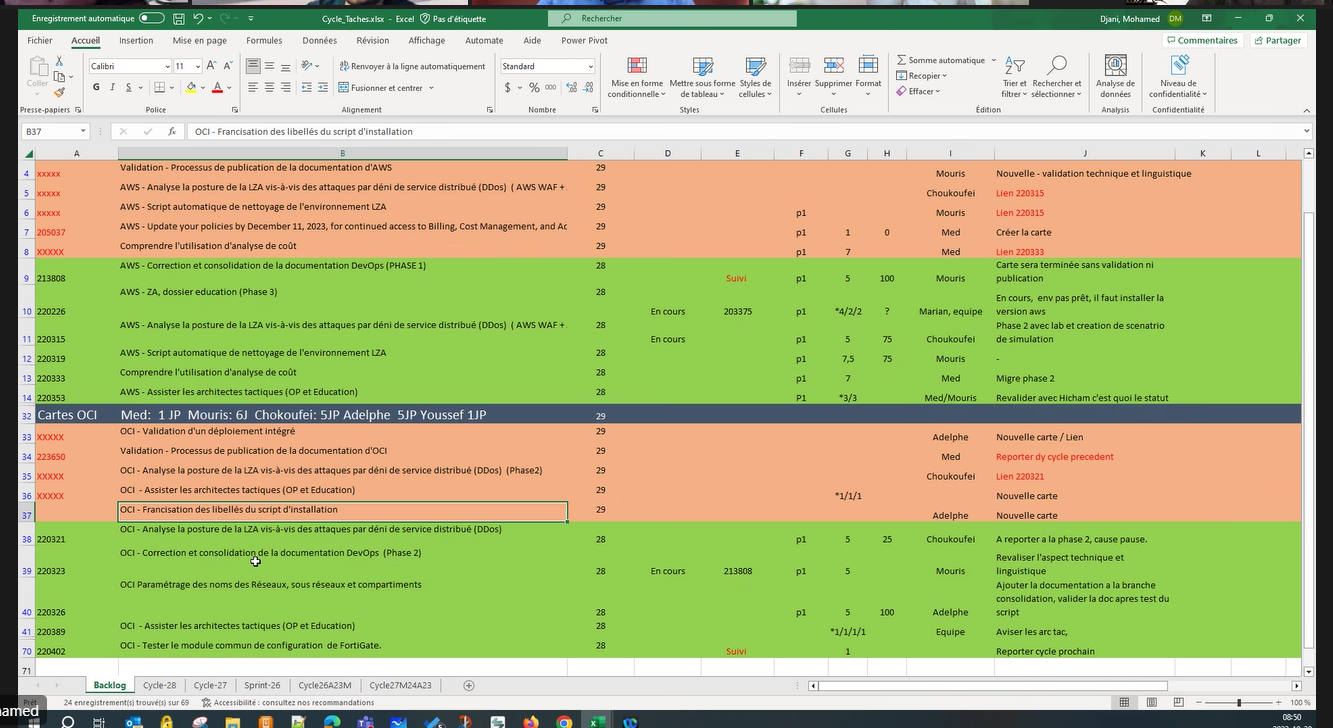 Enregistrement automatique Cycle_Taches.xlsx - Excel Pas d'étiquette Rechercher Djani, Mohamed DM
Fichier Accueil Insertion Mise en page Formules Données Révision Affichage Automate Aide Power Pivot Commentaires Partager
Coller Calibri 11 Renvoyer à la ligne automatiquement Standard Mise en forme conditionnelle Mettre sous forme de tableau Styles de cellules Insérer Supprimer Format Somme automatique Trier et filtrer Rechercher et sélectionner Analyse de données Niveau de confidentialité
G I S Fusionner et centrer $ % 000 Recopier
Effacer
Presse-papiers Police Alignement Nombre Styles Cellules Édition Analysis Confidentialité
B37 fx OCI - Francisation des libellés du script d'installation
A B C D E F G H I J K L
4 xxxxx Validation - Processus de publication de la documentation d'AWS 29 Mouris Nouvelle - validation technique et linguistique
5 xxxxx AWS - Analyse la posture de la LZA vis-à-vis des attaques par déni de service distribué (DDos) ( AWS WAF + 29 Choukoufei Lien 220315
6 xxxxx AWS - Script automatique de nettoyage de l'environnement LZA 29 p1 Mouris Lien 220315
7 205037 AWS - Update your policies by December 11, 2023, for continued access to Billing, Cost Management, and Ac 29 p1 1 0 Med Créer la carte
8 XXXXX Comprendre l'utilisation d'analyse de coût 29 p1 7 Med Lien 220333
9 213808 AWS - Correction et consolidation de la documentation DevOps (PHASE 1) 28 Suivi p1 5 100 Mouris Carte sera terminée sans validation ni publication
10 220226 AWS - ZA, dossier education (Phase 3) 28 En cours 203375 p1 *4/2/2 ? Marian, equipe En cours, env pas prêt, il faut installer la version aws
11 220315 AWS - Analyse la posture de la LZA vis-à-vis des attaques par déni de service distribué (DDos) ( AWS WAF + 28 En cours p1 5 75 Choukoufei Phase 2 avec lab et creation de scenatrio de simulation
12 220319 AWS - Script automatique de nettoyage de l'environnement LZA 28 p1 7,5 75 Mouris -
13 220333 Comprendre l'utilisation d'analyse de coût 28 p1 7 Med Migre phase 2
14 220353 AWS - Assister les architectes tactiques (OP et Education) 28 P1 *3/3 Med/Mouris Revalider avec Hicham c'est quoi le statut
32 Cartes OCI Med: 1 JP Mouris: 6J Chokoufei: 5JP Adelphe 5JP Youssef 1JP 29
33 XXXXX OCI - Validation d'un déploiement intégré 29 Adelphe Nouvelle carte / Lien
34 223650 Validation - Processus de publication de la documentation d'OCI 29 Med Reporter dy cycle precedent
35 XXXXX OCI - Analyse la posture de la LZA vis-à-vis des attaques par déni de service distribué (DDos) (Phase2) 29 Choukoufei Lien 220321
36 XXXXX OCI - Assister les architectes tactiques (OP et Education) 29 *1/1/1 Nouvelle carte
37 OCI - Francisation des libellés du script d'installation 29 Adelphe Nouvelle carte
38 220321 OCI - Analyse la posture de la LZA vis-à-vis des attaques par déni de service distribué (DDos) 28 p1 5 25 Choukoufei A reporter a la phase 2, cause pause.
39 220323 OCI - Correction et consolidation de la documentation DevOps (Phase 2) 28 En cours 213808 p1 5 Mouris Revaliser l'aspect technique et linguistique
40 220326 OCI Paramétrage des noms des Réseaux, sous réseaux et compartiments 28 p1 5 100 Adelphe Ajouter la documentation a la branche consolidation, valider la doc apres test du script
41 220389 OCI - Assister les architectes tactiques (OP et Education) 28 *1/1/1/1 Equipe Aviser les arc tac,
70 220402 OCI - Tester le module commun de configuration de FortiGate. 28 Suivi 1 Reporter cycle prochain
71
Backlog Cycle-28 Cycle-27 Sprint-26 Cycle26A23M Cycle27M24A23
Prêt 24 enregistrement(s) trouvé(s) sur 69 Accessibilité : consultez nos recommandations 100 %
amed 08:50